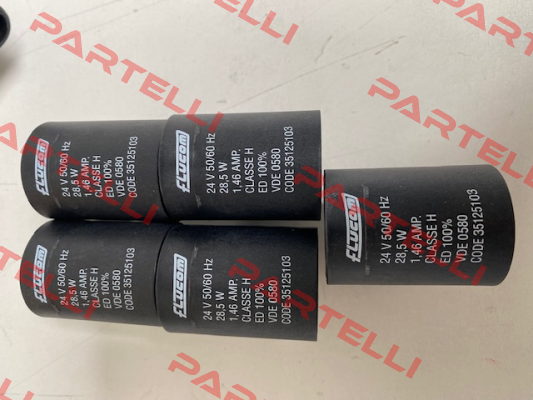 FLUCOM
24 V 50/60 Hz
28,5 W
1,46 AMP.
CLASSE H
ED 100%
VDE 0580
CODE 35125103
FLUCOM
24 V 50/60 Hz
28,5 W
1,46 AMP.
CLASSE H
ED 100%
VDE 0580
CODE 35125103
FLUCOM
24 V 50/60 Hz
28,5 W
1,46 AMP.
CLASSE H
ED 100%
VDE 0580
CODE 35125103
FLUCOM
24 V 50/60 Hz
28,5 W
1,46 AMP.
CLASSE H
ED 100%
VDE 0580
CODE 35125103
FLUCOM
24 V 50/60 Hz
28,5 W
1,46 AMP.
CLASSE H
ED 100%
VDE 0580
CODE 35125103
PARTELLI
PARTELLI
PARTELLI
PARTELLI
PARTELLI